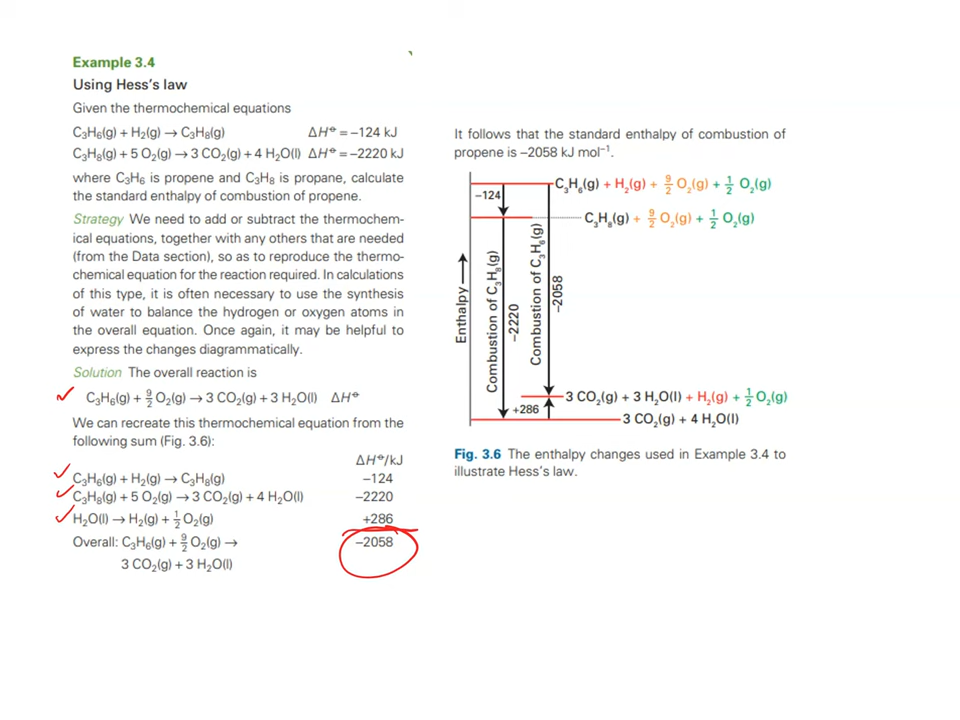 Example 3.4
Using Hess's law
Given the thermochemical equations
C₃H₆(g) + H₂(g) → C₃H₈(g) ΔH⦵ = −124 kJ
C₃H₈(g) + 5 O₂(g) → 3 CO₂(g) + 4 H₂O(l) ΔH⦵ = −2220 kJ
where C₃H₆ is propene and C₃H₈ is propane, calculate
the standard enthalpy of combustion of propene.
Strategy We need to add or subtract the thermochem-
ical equations, together with any others that are needed
(from the Data section), so as to reproduce the thermo-
chemical equation for the reaction required. In calculations
of this type, it is often necessary to use the synthesis
of water to balance the hydrogen or oxygen atoms in
the overall equation. Once again, it may be helpful to
express the changes diagrammatically.
Solution The overall reaction is
C₃H₆(g) + 9/2 O₂(g) → 3 CO₂(g) + 3 H₂O(l) ΔH⦵
We can recreate this thermochemical equation from the
following sum (Fig. 3.6):
ΔH⦵/kJ
C₃H₆(g) + H₂(g) → C₃H₈(g) −124
C₃H₈(g) + 5 O₂(g) → 3 CO₂(g) + 4 H₂O(l) −2220
H₂O(l) → H₂(g) + ½ O₂(g) +286
Overall: C₃H₆(g) + 9/2 O₂(g) → −2058
3 CO₂(g) + 3 H₂O(l)
It follows that the standard enthalpy of combustion of
propene is −2058 kJ mol⁻¹.
C₃H₆(g) + H₂(g) + 9/2 O₂(g) + ½ O₂(g)
−124
C₃H₈(g) + 9/2 O₂(g) + ½ O₂(g)
Enthalpy
Combustion of C₃H₈(g)
−2220
Combustion of C₃H₆(g)
−2058
3 CO₂(g) + 3 H₂O(l) + H₂(g) + ½ O₂(g)
+286
3 CO₂(g) + 4 H₂O(l)
Fig. 3.6 The enthalpy changes used in Example 3.4 to
illustrate Hess's law.